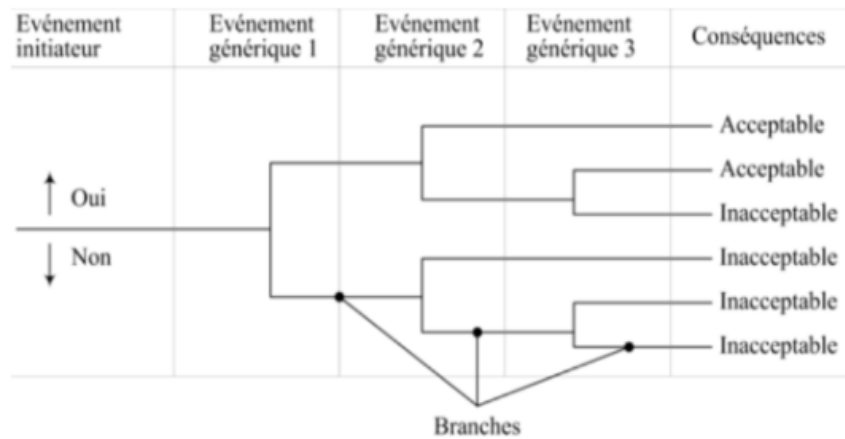 Evénement initiateur
Evénement générique 1
Evénement générique 2
Evénement générique 3
Conséquences
Acceptable
Acceptable
Oui
Inacceptable
Non
Inacceptable
Inacceptable
Inacceptable
Branches